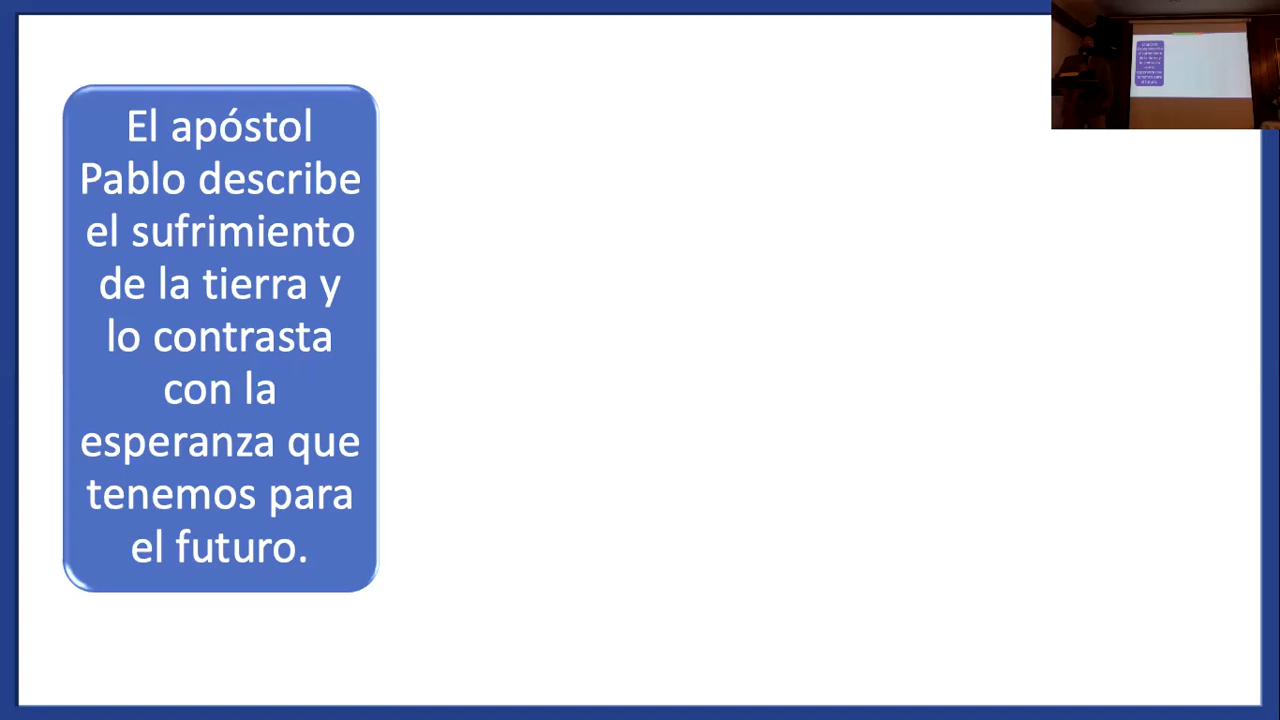 El apóstol
Pablo describe
el sufrimiento
de la tierra y
lo contrasta
con la
esperanza que
tenemos para
el futuro.